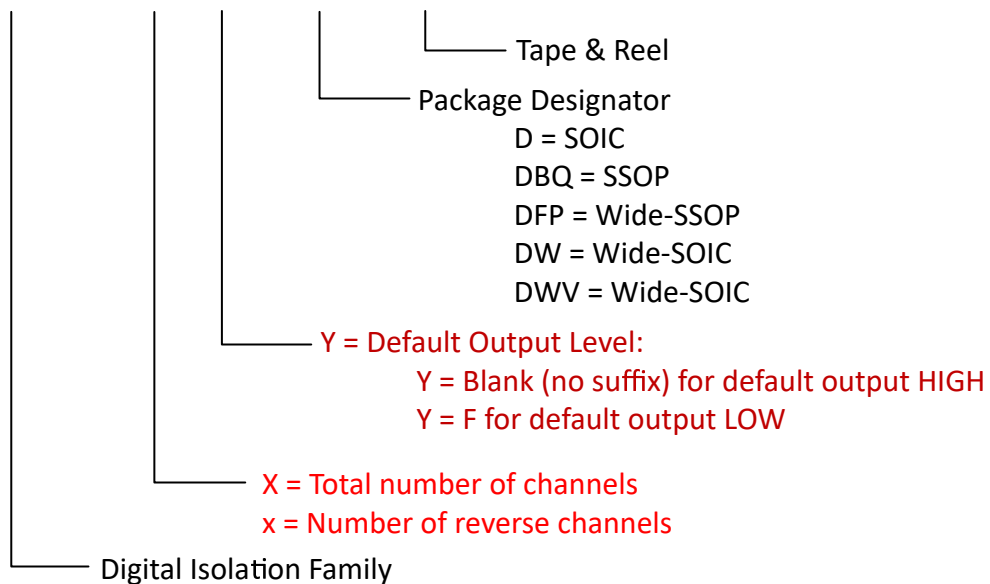 Tape & Reel
Package Designator
D = SOIC
DBQ = SSOP
DFP = Wide-SSOP
DW = Wide-SOIC
DWV = Wide-SOIC
Y = Default Output Level:
Y = Blank (no suffix) for default output HIGH
Y = F for default output LOW
X = Total number of channels
x = Number of reverse channels
Digital Isolation Family